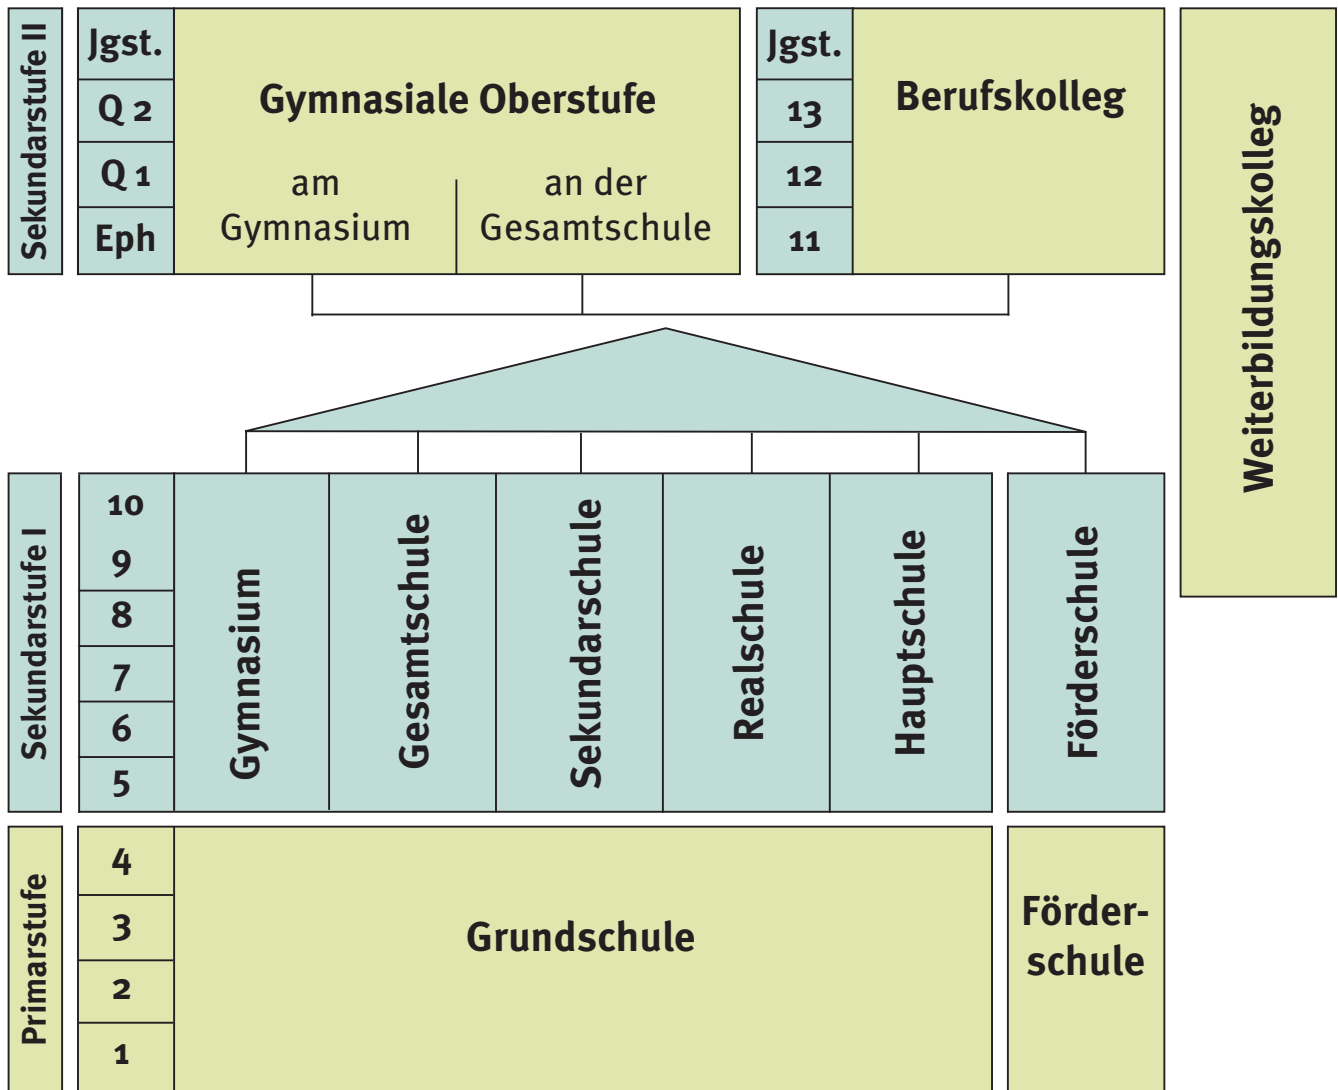 Sekundarstufe II
Jgst.
Q 2
Q 1
Eph
Gymnasiale Oberstufe
am
Gymnasium
an der
Gesamtschule
Jgst.
13
12
11
Berufskolleg
Weiterbildungskolleg
Sekundarstufe I
10
9
8
7
6
5
Gymnasium
Gesamtschule
Sekundarschule
Realschule
Hauptschule
Förderschule
Primarstufe
4
3
2
1
Grundschule
Förder-
schule